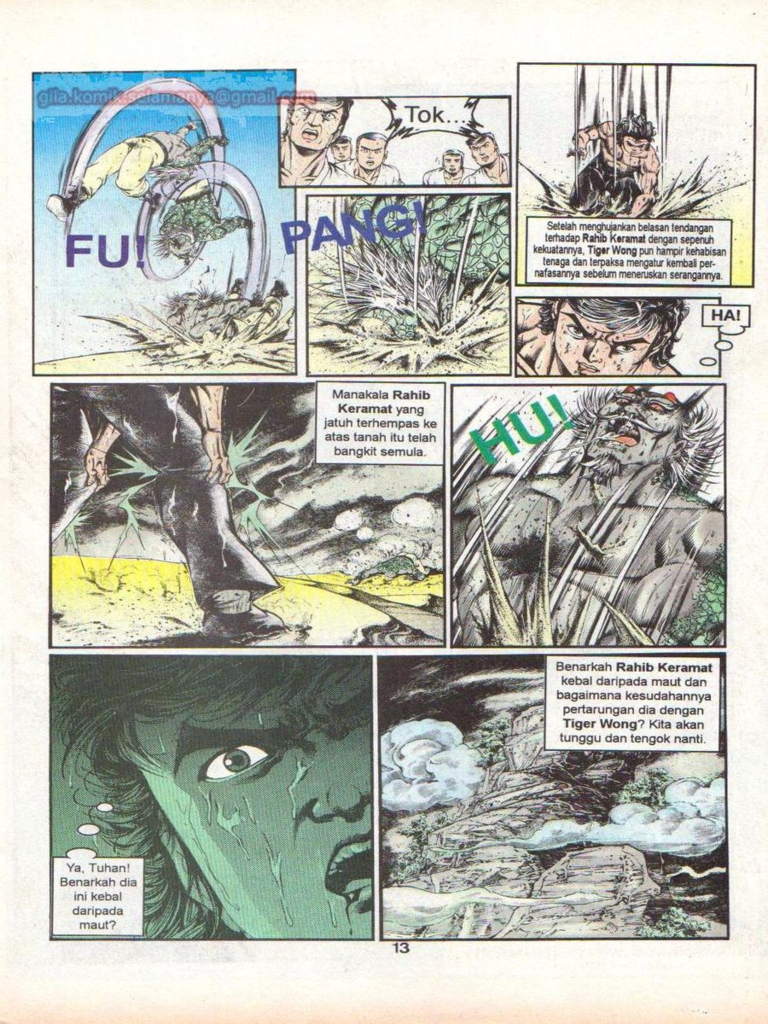 gila.komikselamanya@gmail.com
FU!
Tok...
PANG!
Setelah menghujankan belasan tendangan
terhadap Rahib Keramat dengan sepenuh
kekuatannya, Tiger Wong pun hampir kehabisan
tenaga dan terpaksa mengatur kembali per-
nafasannya sebelum meneruskan serangannya.
HA!
Manakala Rahib
Keramat yang
jatuh terhempas ke
atas tanah itu telah
bangkit semula.
HU!
Ya, Tuhan!
Benarkah dia
ini kebal
daripada
maut?
Benarkah Rahib Keramat
kebal daripada maut dan
bagaimana kesudahannya
pertarungan dia dengan
Tiger Wong? Kita akan
tunggu dan tengok nanti.
13